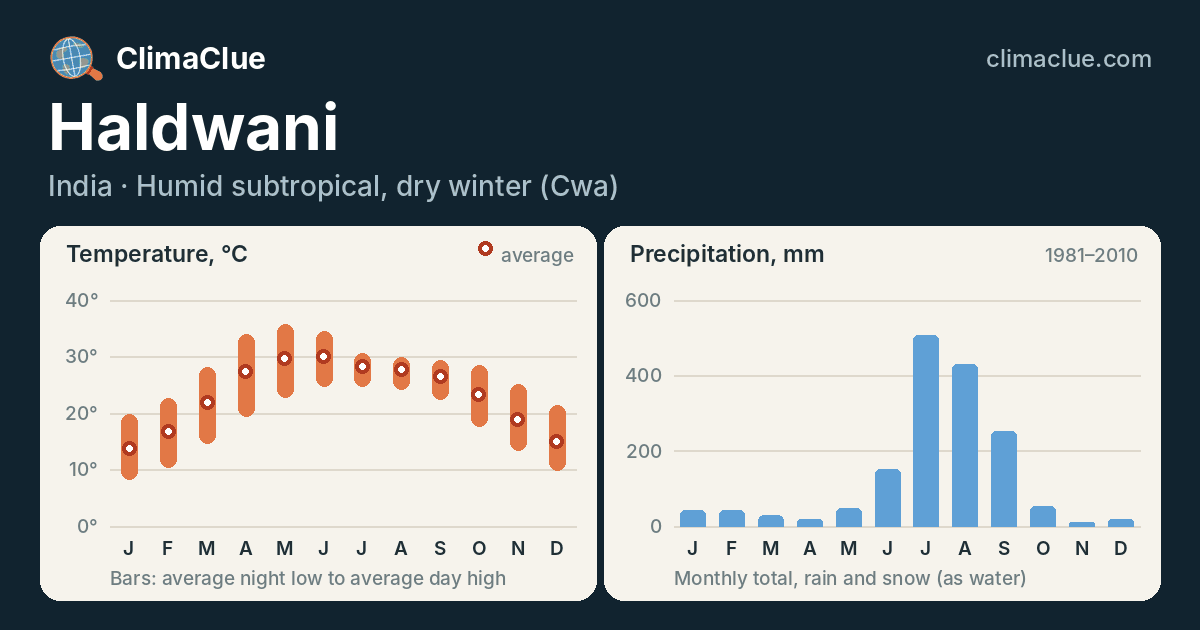 ClimaClue
climaclue.com
Haldwani
India · Humid subtropical, dry winter (Cwa)
Temperature, °C
average
40°
30°
20°
10°
0°
J F M A M J J A S O N D
Bars: average night low to average day high
Precipitation, mm
1981–2010
600
400
200
0
J F M A M J J A S O N D
Monthly total, rain and snow (as water)